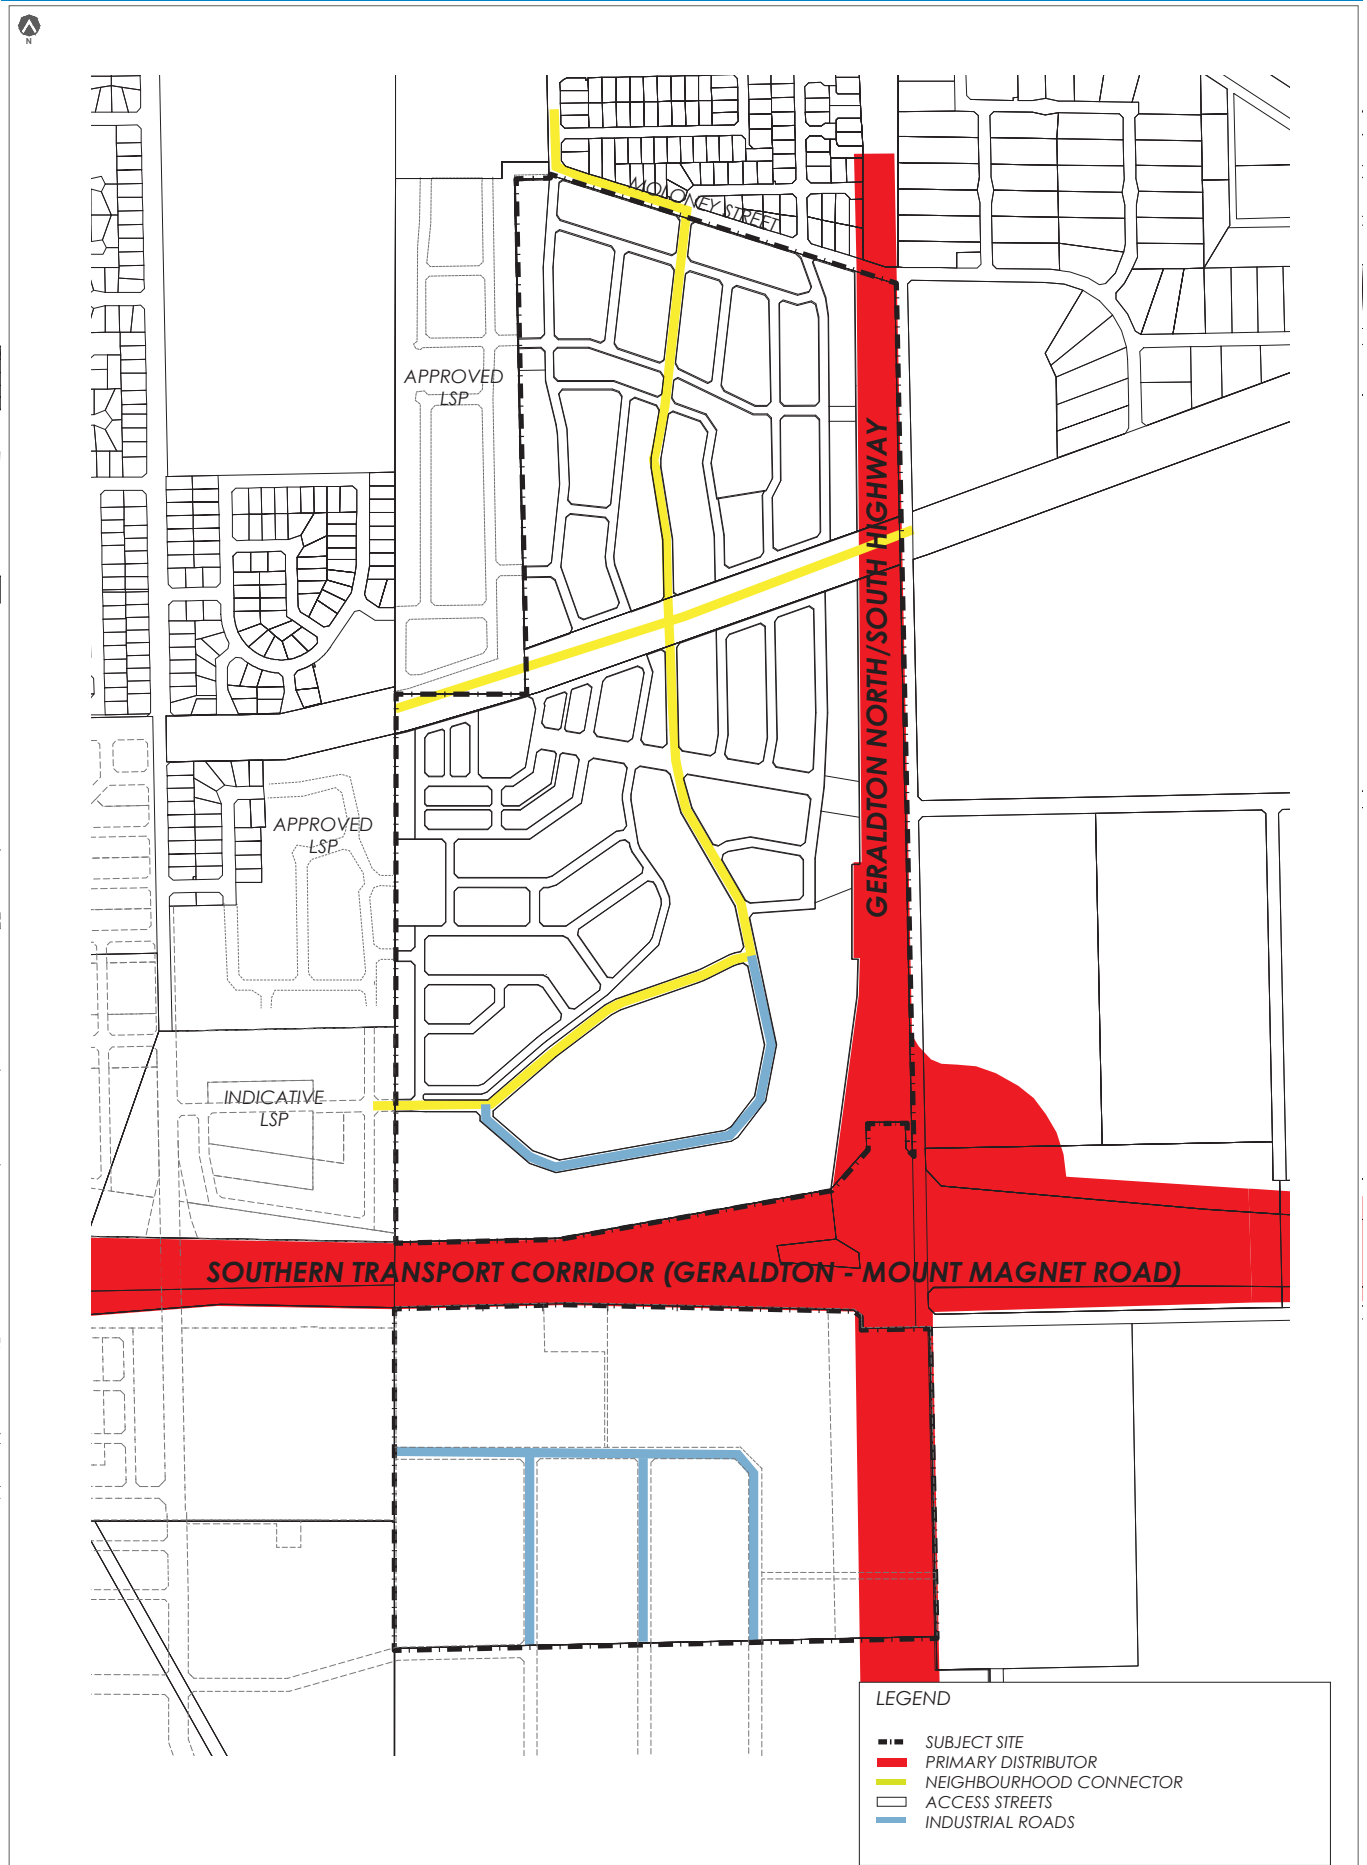 N
MOLONEY STREET
APPROVED
LSP
GERALDTON NORTH/SOUTH HIGHWAY
APPROVED
LSP
INDICATIVE
LSP
SOUTHERN TRANSPORT CORRIDOR (GERALDTON - MOUNT MAGNET ROAD)
LEGEND
SUBJECT SITE
PRIMARY DISTRIBUTOR
NEIGHBOURHOOD CONNECTOR
ACCESS STREETS
INDUSTRIAL ROADS